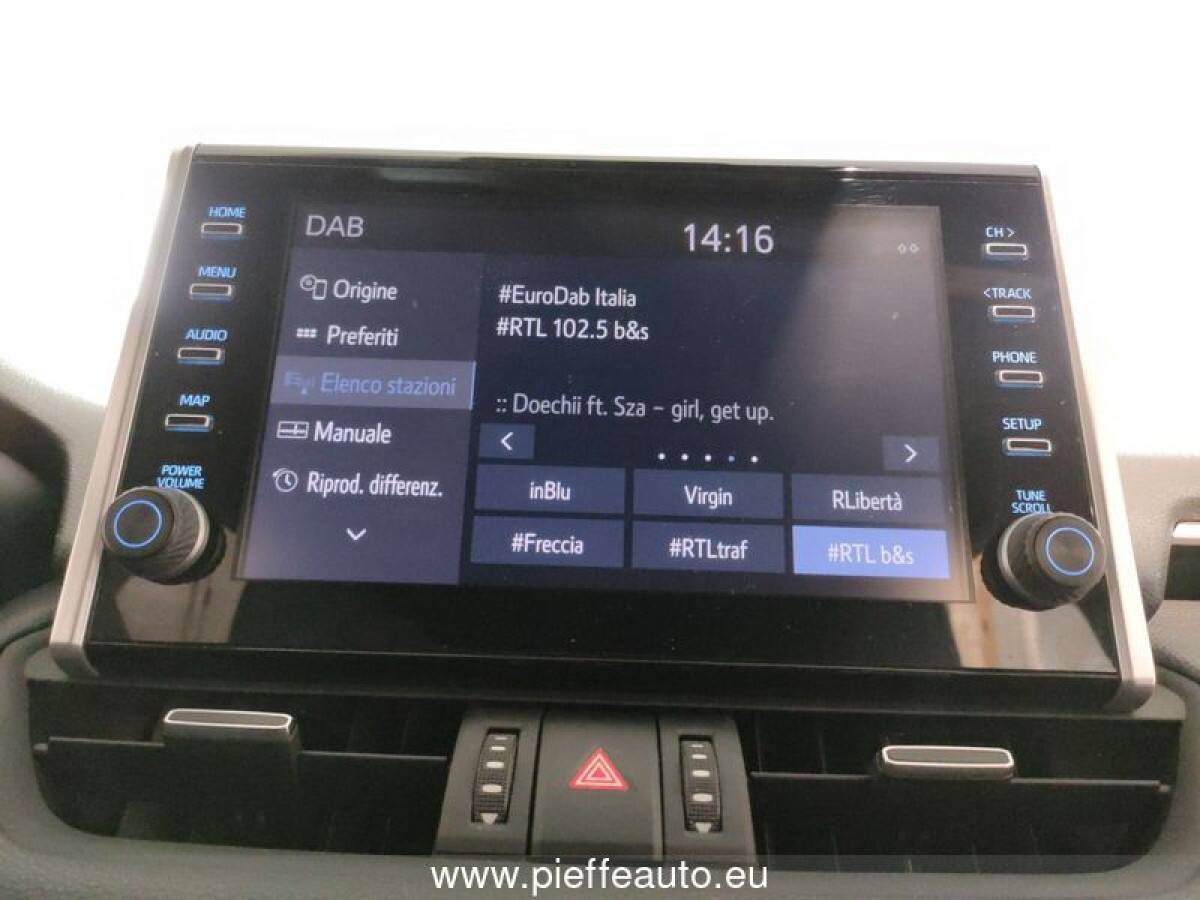 HOME
MENU
AUDIO
MAP
POWER
VOLUME
DAB
14:16
Origine
Preferiti
Elenco stazioni
Manuale
Riprod. differenz.
#EuroDab Italia
#RTL 102.5 b&s
:: Doechii ft. Sza - girl, get up.
<
>
inBlu
Virgin
RLibertà
#Freccia
#RTLtraf
#RTL b&s
CH >
<TRACK
PHONE
SETUP
TUNE
SCROLL
www.pieffeauto.eu